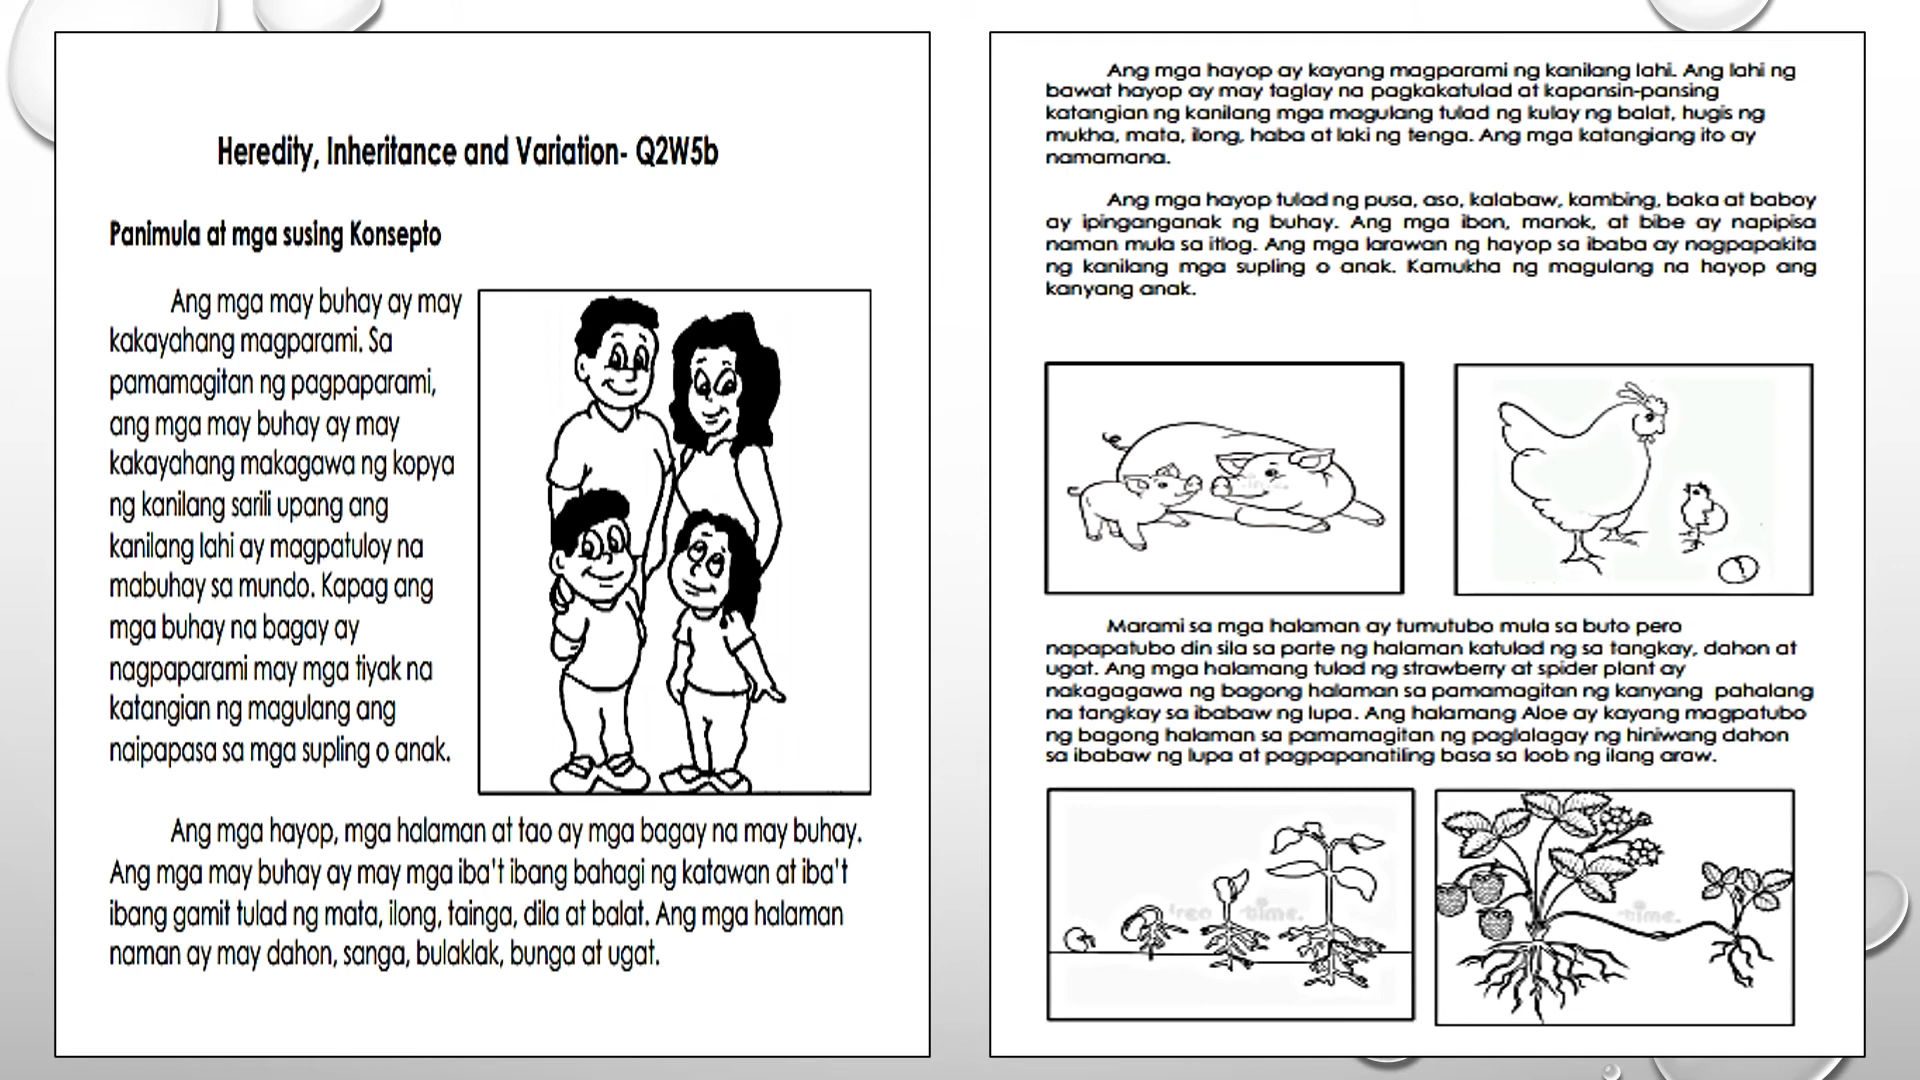 Heredity, Inheritance and Variation- Q2W5b
Panimula at mga susing Konsepto
Ang mga may buhay ay may
kakayahang magparami. Sa
pamamagitan ng pagpaparami,
ang mga may buhay ay may
kakayahang makagawa ng kopya
ng kanilang sarili upang ang
kanilang lahi ay magpatuloy na
mabuhay sa mundo. Kapag ang
mga buhay na bagay ay
nagpaparami may mga tiyak na
katangian ng magulang ang
naipapasa sa mga supling o anak.
Ang mga hayop, mga halaman at tao ay mga bagay na may buhay.
Ang mga may buhay ay may mga iba't ibang bahagi ng katawan at iba't
ibang gamit tulad ng mata, ilong, tainga, dila at balat. Ang mga halaman
naman ay may dahon, sanga, bulaklak, bunga at ugat.
Ang mga hayop ay kayang magparami ng kanilang lahi. Ang lahi ng
bawat hayop ay may taglay na pagkakatulad at kapansin-pansing
katangian ng kanilang mga magulang tulad ng kulay ng balat, hugis ng
mukha, mata, ilong, haba at laki ng tenga. Ang mga katangiang ito ay
namamana.
Ang mga hayop tulad ng pusa, aso, kalabaw, kambing, baka at baboy
ay ipinganganak ng buhay. Ang mga ibon, manok, at bibe ay napipisa
naman mula sa itlog. Ang mga larawan ng hayop sa ibaba ay nagpapakita
ng kanilang mga supling o anak. Kamukha ng magulang na hayop ang
kanyang anak.
Marami sa mga halaman ay tumutubo mula sa buto pero
napapatubo din sila sa parte ng halaman katulad ng sa tangkay, dahon at
ugat. Ang mga halamang tulad ng strawberry at spider plant ay
nakagagawa ng bagong halaman sa pamamagitan ng kanyang pahalang
na tangkay sa ibabaw ng lupa. Ang halamang Aloe ay kayang magpatubo
ng bagong halaman sa pamamagitan ng paglalagay ng hiniwang dahon
sa ibabaw ng lupa at pagpapanatiling basa sa loob ng ilang araw.
time.
time.